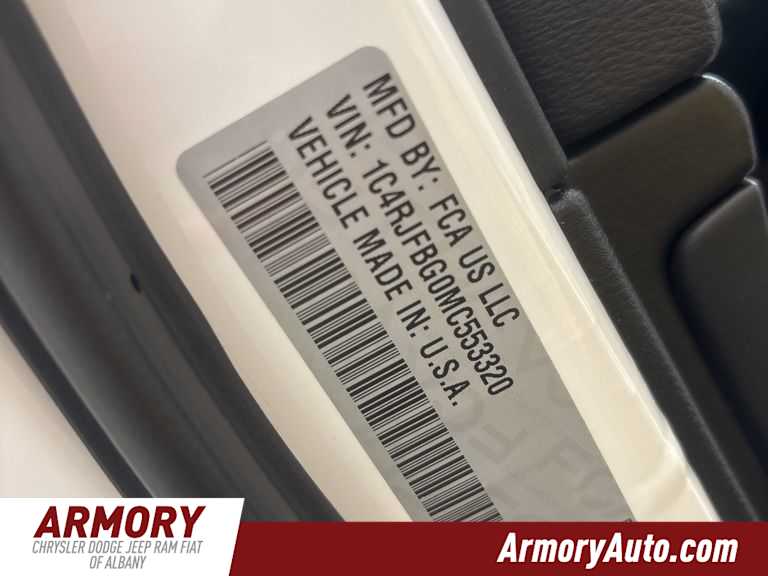 MFD BY: FCA US LLC
VIN: 1C4RJFBG0MC553320
VEHICLE MADE IN: U.S.A.
ARMORY
CHRYSLER DODGE JEEP RAM FIAT
OF ALBANY
ArmoryAuto.com